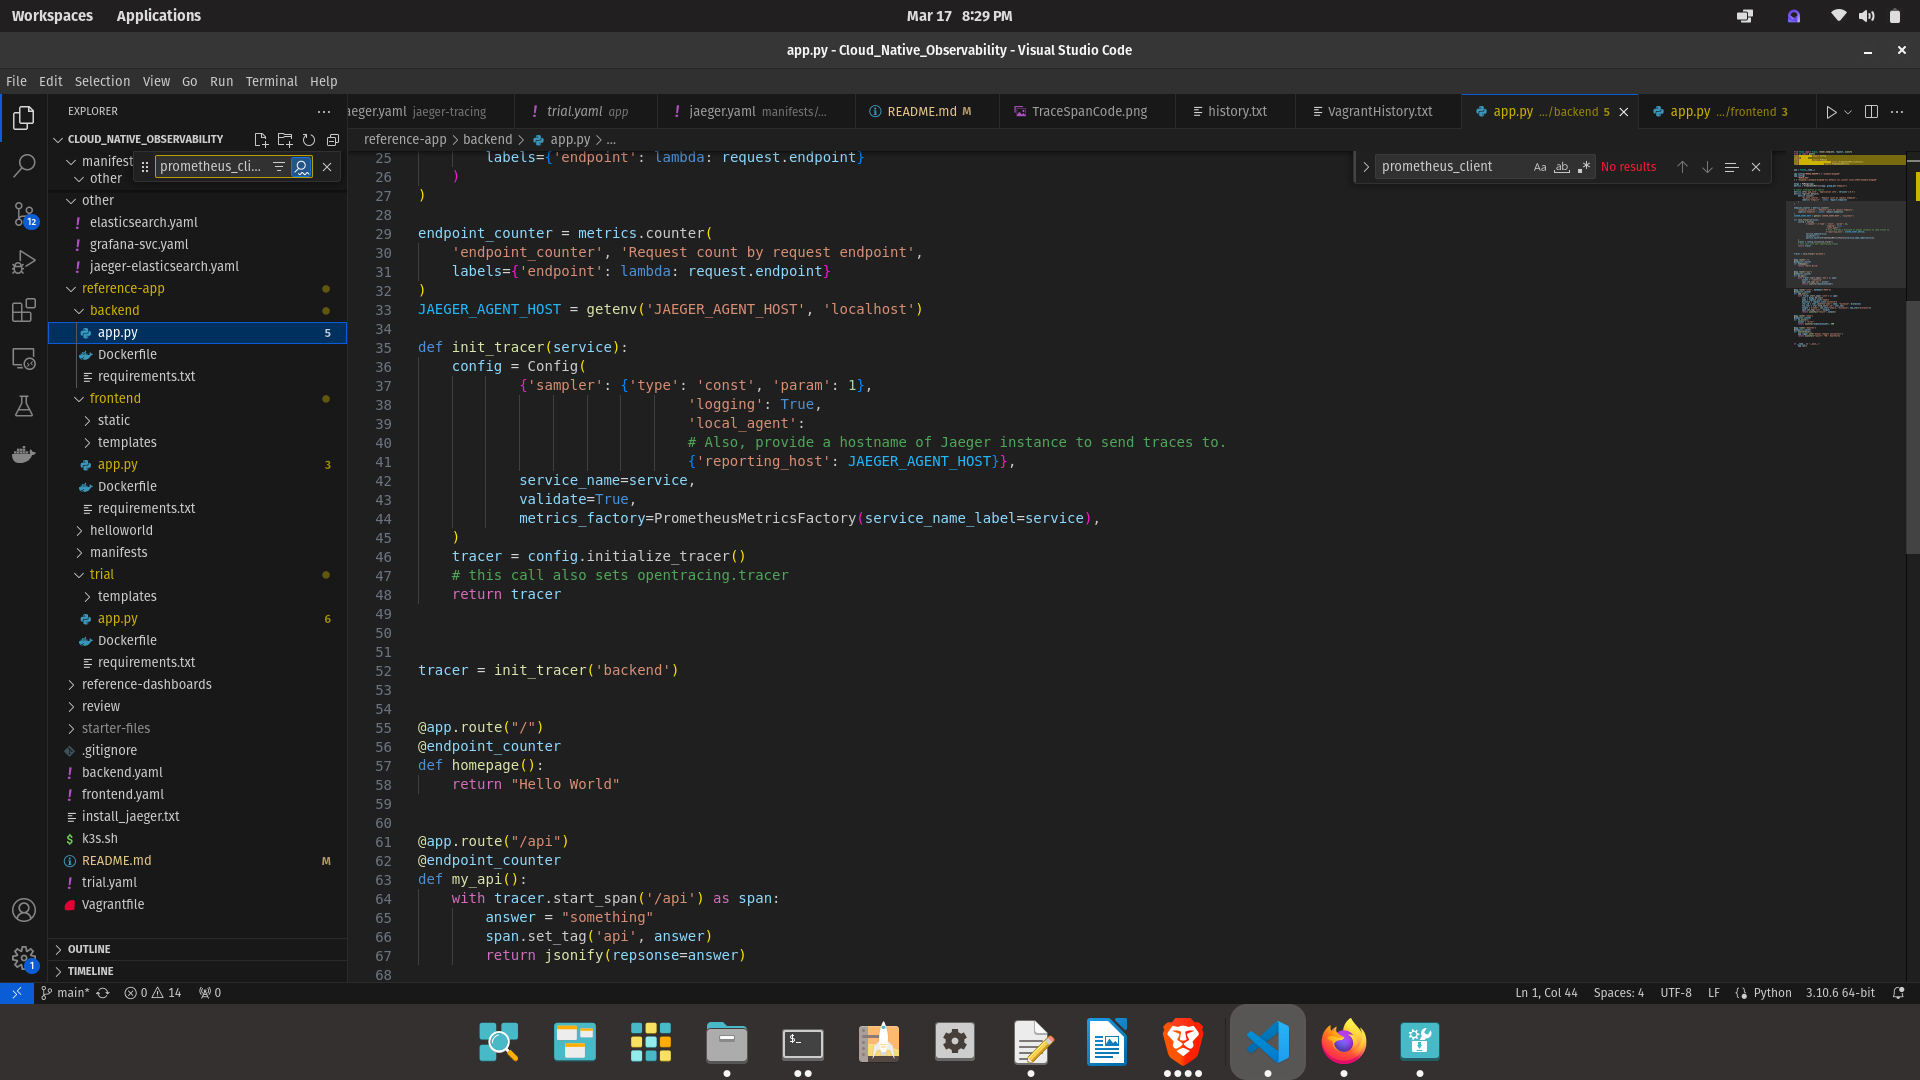 Workspaces Applications Mar 17 8:29 PM
app.py - Cloud_Native_Observability - Visual Studio Code
File Edit Selection View Go Run Terminal Help
EXPLORER
CLOUD_NATIVE_OBSERVABILITY
manifest
prometheus_cli...
other
other
elasticsearch.yaml
grafana-svc.yaml
jaeger-elasticsearch.yaml
reference-app
backend
app.py 5
Dockerfile
requirements.txt
frontend
static
templates
app.py 3
Dockerfile
requirements.txt
helloworld
manifests
trial
templates
app.py 6
Dockerfile
requirements.txt
reference-dashboards
review
starter-files
.gitignore
backend.yaml
frontend.yaml
install_jaeger.txt
$ k3s.sh
README.md M
trial.yaml
Vagrantfile
OUTLINE
TIMELINE
12
1
aeger.yaml jaeger-tracing ! trial.yaml app ! jaeger.yaml manifests/... README.md M TraceSpanCode.png history.txt VagrantHistory.txt app.py .../backend 5 app.py .../frontend 3
reference-app > backend > app.py > ...
prometheus_client Aa ab .* No results
25 labels={'endpoint': lambda: request.endpoint}
26 )
27 )
28
29 endpoint_counter = metrics.counter(
30 'endpoint_counter', 'Request count by request endpoint',
31 labels={'endpoint': lambda: request.endpoint}
32 )
33 JAEGER_AGENT_HOST = getenv('JAEGER_AGENT_HOST', 'localhost')
34
35 def init_tracer(service):
36 config = Config(
37 {'sampler': {'type': 'const', 'param': 1},
38 'logging': True,
39 'local_agent':
40 # Also, provide a hostname of Jaeger instance to send traces to.
41 {'reporting_host': JAEGER_AGENT_HOST}},
42 service_name=service,
43 validate=True,
44 metrics_factory=PrometheusMetricsFactory(service_name_label=service),
45 )
46 tracer = config.initialize_tracer()
47 # this call also sets opentracing.tracer
48 return tracer
49
50
51
52 tracer = init_tracer('backend')
53
54
55 @app.route("/")
56 @endpoint_counter
57 def homepage():
58 return "Hello World"
59
60
61 @app.route("/api")
62 @endpoint_counter
63 def my_api():
64 with tracer.start_span('/api') as span:
65 answer = "something"
66 span.set_tag('api', answer)
67 return jsonify(repsonse=answer)
68
main* 0 14 0 Ln 1, Col 44 Spaces: 4 UTF-8 LF Python 3.10.6 64-bit
$_